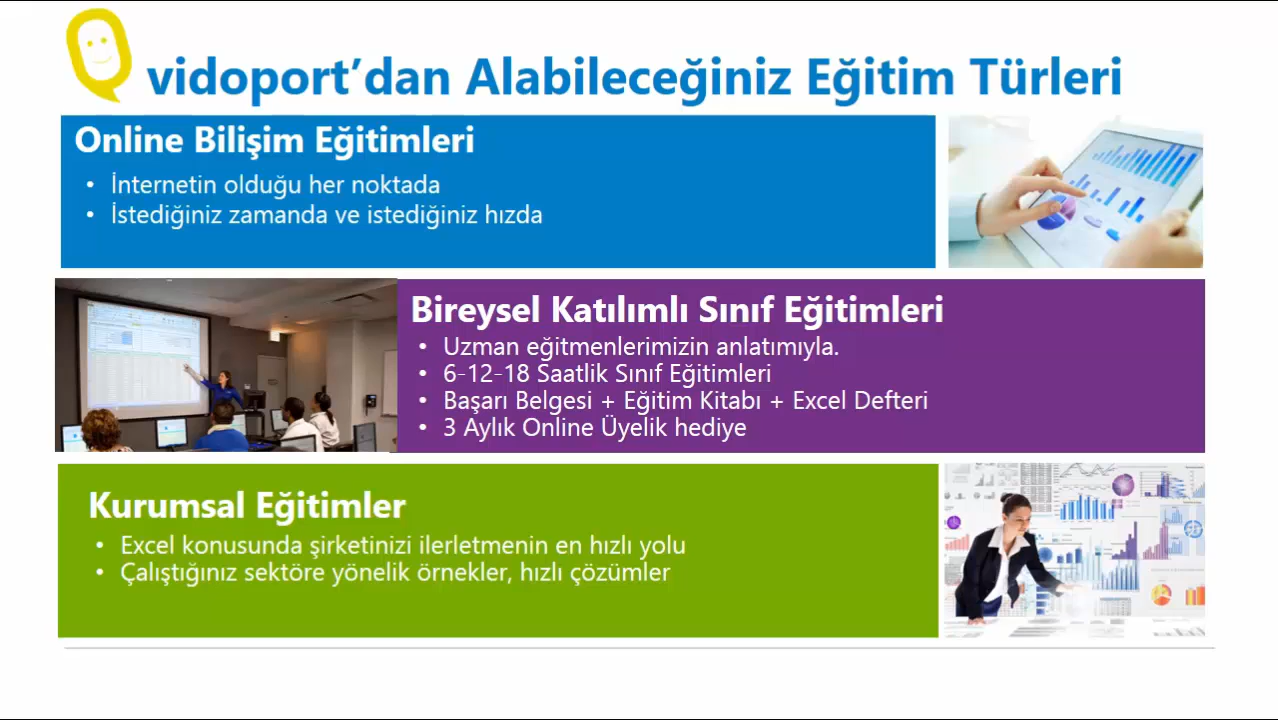 vidoport’dan Alabileceğiniz Eğitim Türleri
Online Bilişim Eğitimleri
• İnternetin olduğu her noktada
• İstediğiniz zamanda ve istediğiniz hızda
Bireysel Katılımlı Sınıf Eğitimleri
• Uzman eğitmenlerimizin anlatımıyla.
• 6-12-18 Saatlik Sınıf Eğitimleri
• Başarı Belgesi + Eğitim Kitabı + Excel Defteri
• 3 Aylık Online Üyelik hediye
Kurumsal Eğitimler
• Excel konusunda şirketinizi ilerletmenin en hızlı yolu
• Çalıştığınız sektöre yönelik örnekler, hızlı çözümler